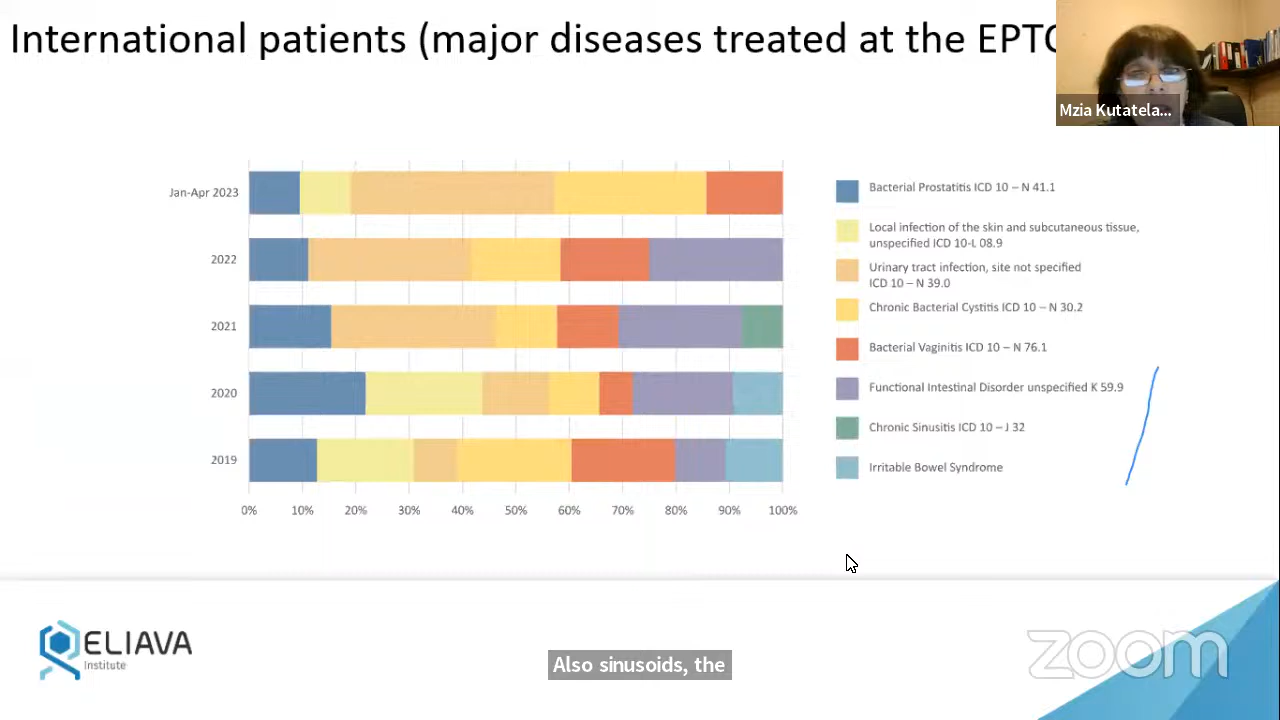 International patients (major diseases treated at the EPTC
Mzia Kutatela...
Jan-Apr 2023
2022
2021
2020
2019
0% 10% 20% 30% 40% 50% 60% 70% 80% 90% 100%
Bacterial Prostatitis ICD 10 – N 41.1
Local infection of the skin and subcutaneous tissue,
unspecified ICD 10-L 08.9
Urinary tract infection, site not specified
ICD 10 – N 39.0
Chronic Bacterial Cystitis ICD 10 – N 30.2
Bacterial Vaginitis ICD 10 – N 76.1
Functional Intestinal Disorder unspecified K 59.9
Chronic Sinusitis ICD 10 – J 32
Irritable Bowel Syndrome
ELIAVA
Institute
Also sinusoids, the
zoom